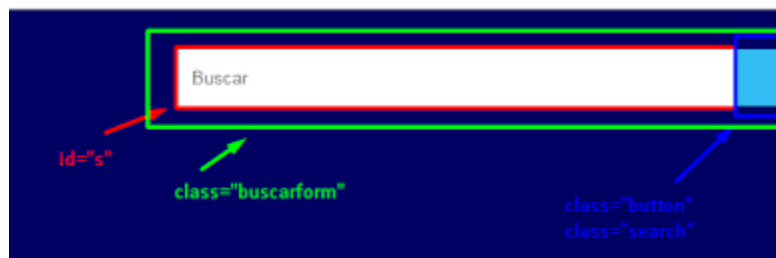 Buscar
id="s"
class="buscarform"
class="button"
class="search"